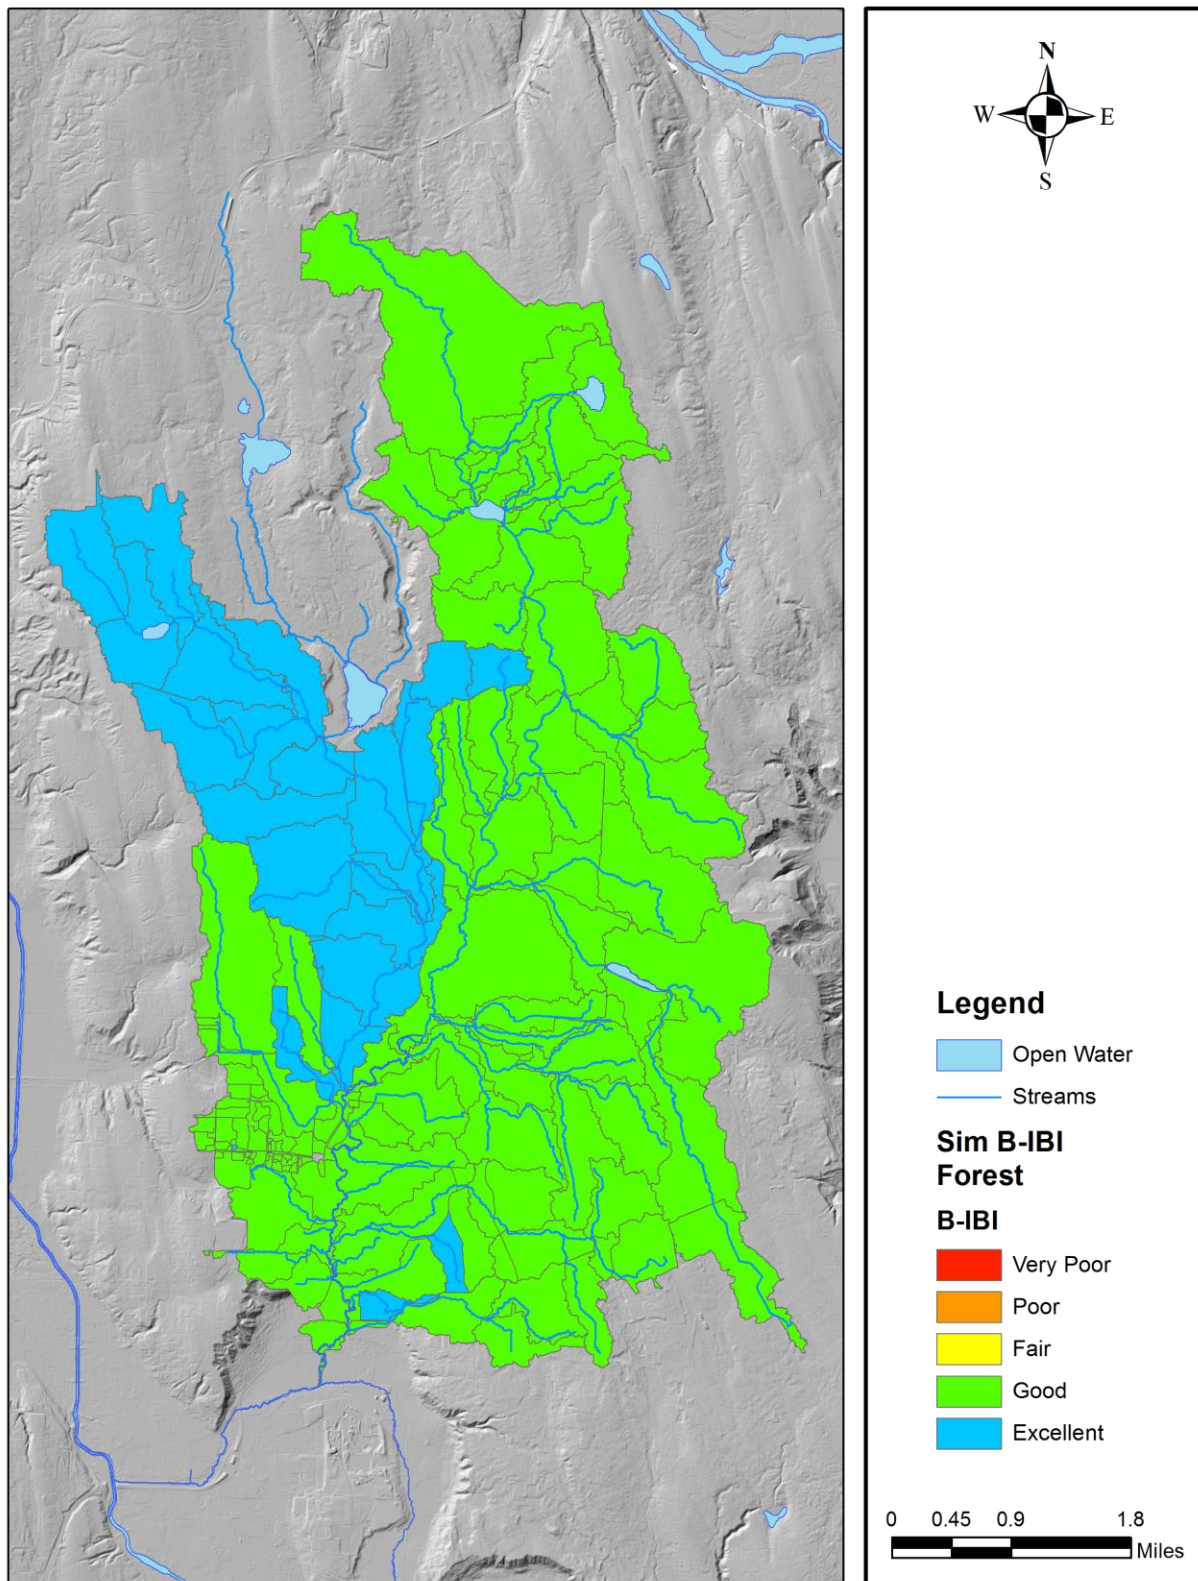 N
W E
S
Legend
Open Water
Streams
Sim B-IBI
Forest
B-IBI
Very Poor
Poor
Fair
Good
Excellent
0 0.45 0.9 1.8
Miles